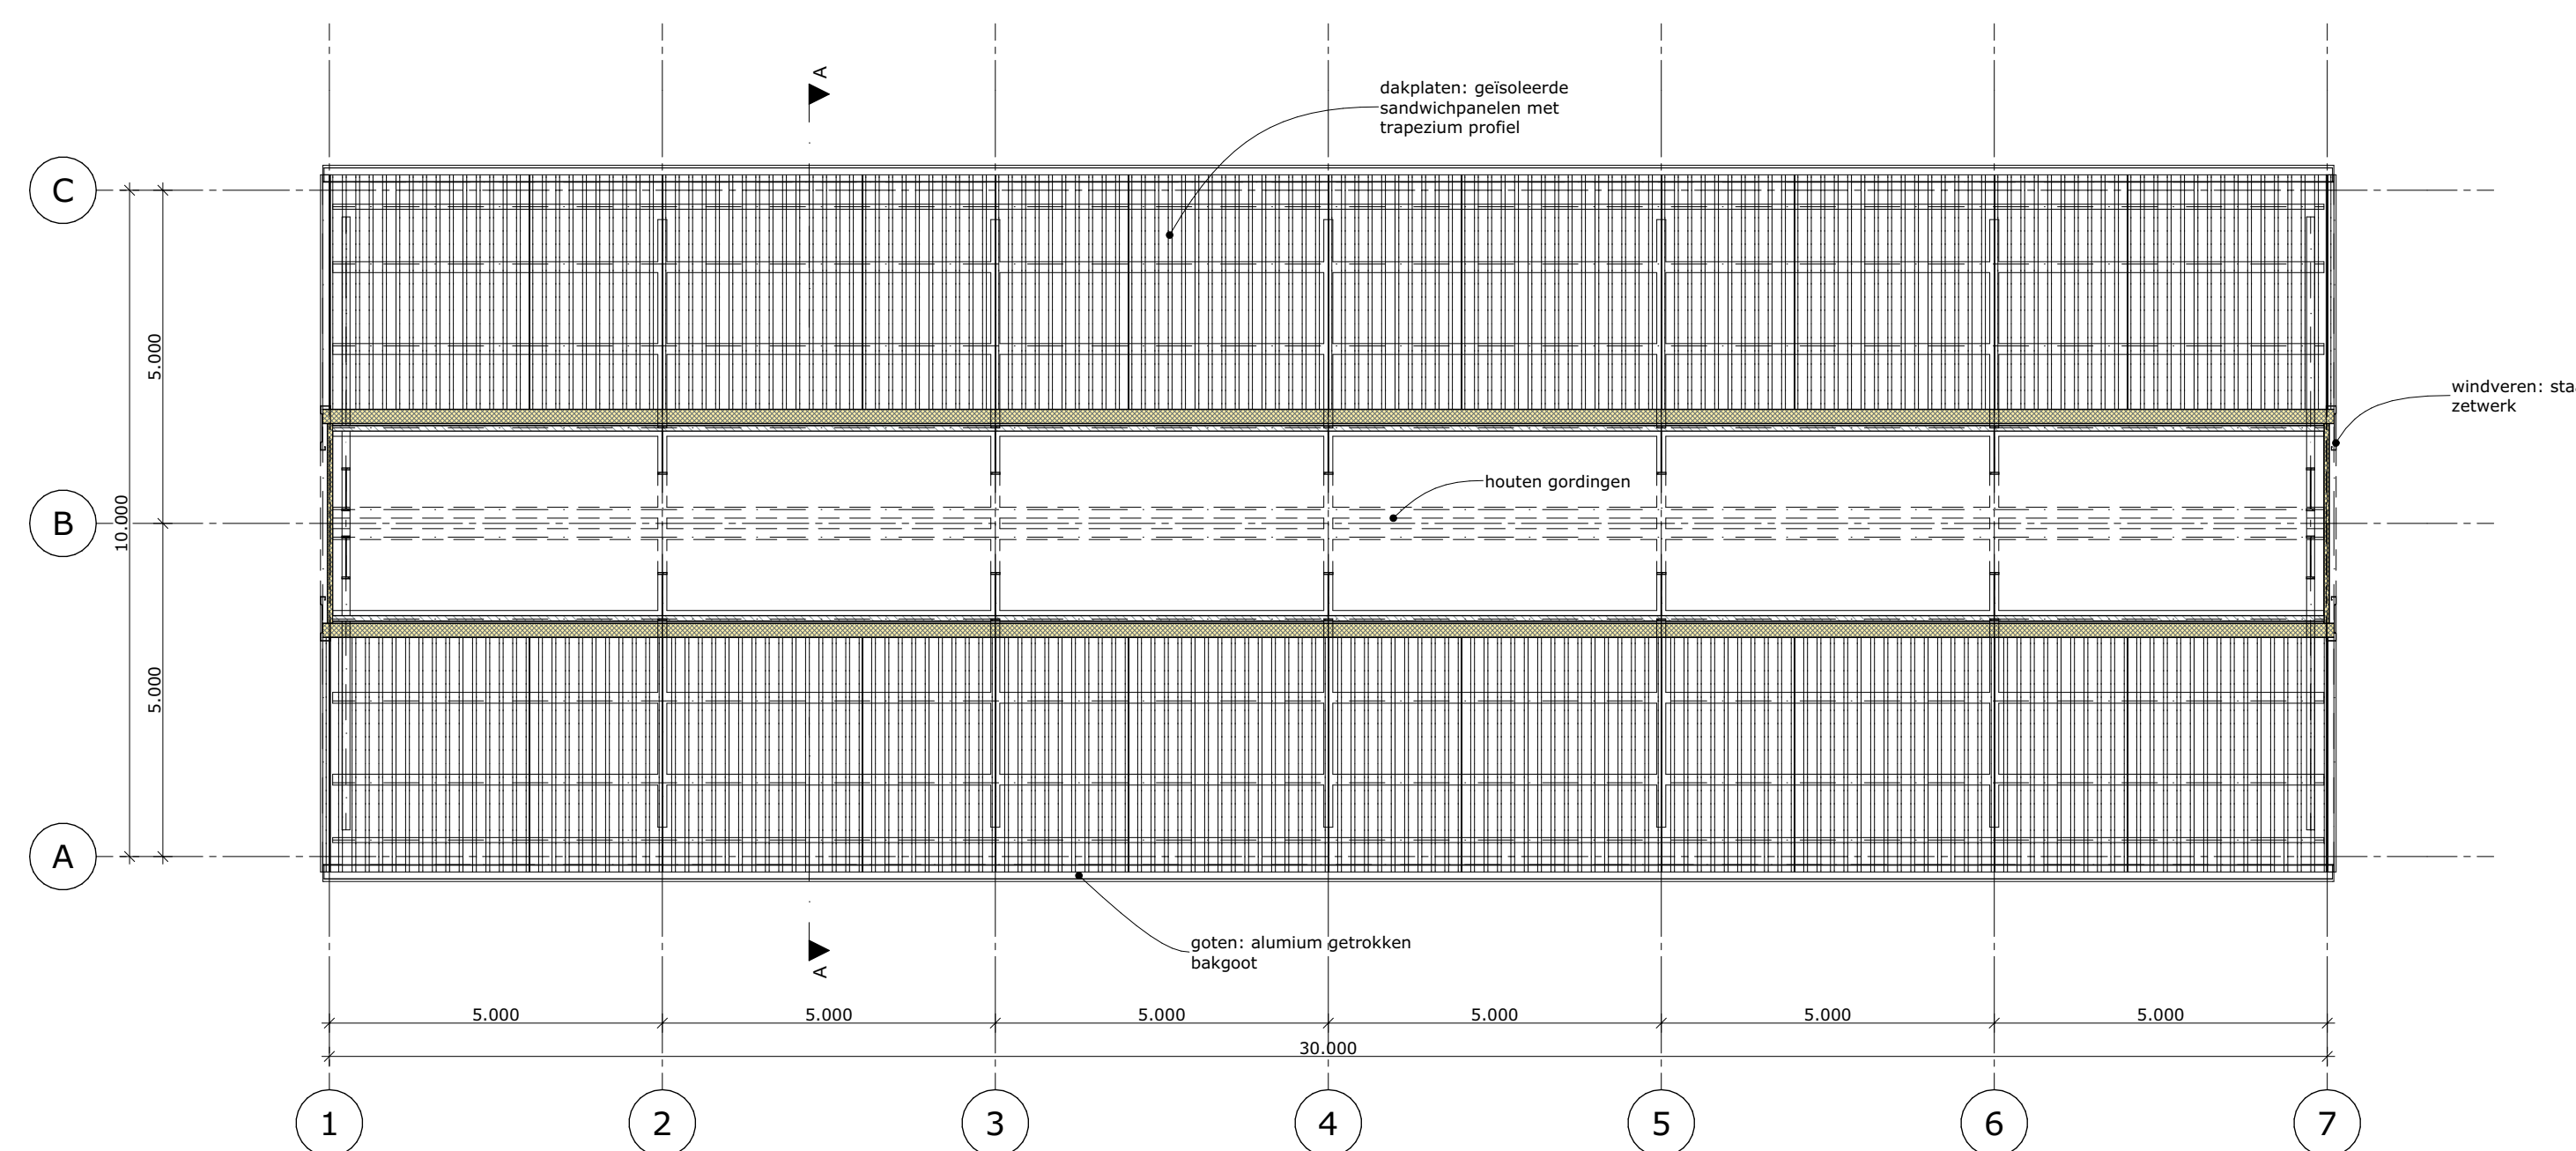 A
dakplaten: geïsoleerde
sandwichpanelen met
trapezium profiel
C
5.000
windveren: sta
zetwerk
houten gordingen
B
10.000
5.000
A
goten: alumium getrokken
bakgoot
A
5.000 5.000 5.000 5.000 5.000 5.000
30.000
1 2 3 4 5 6 7